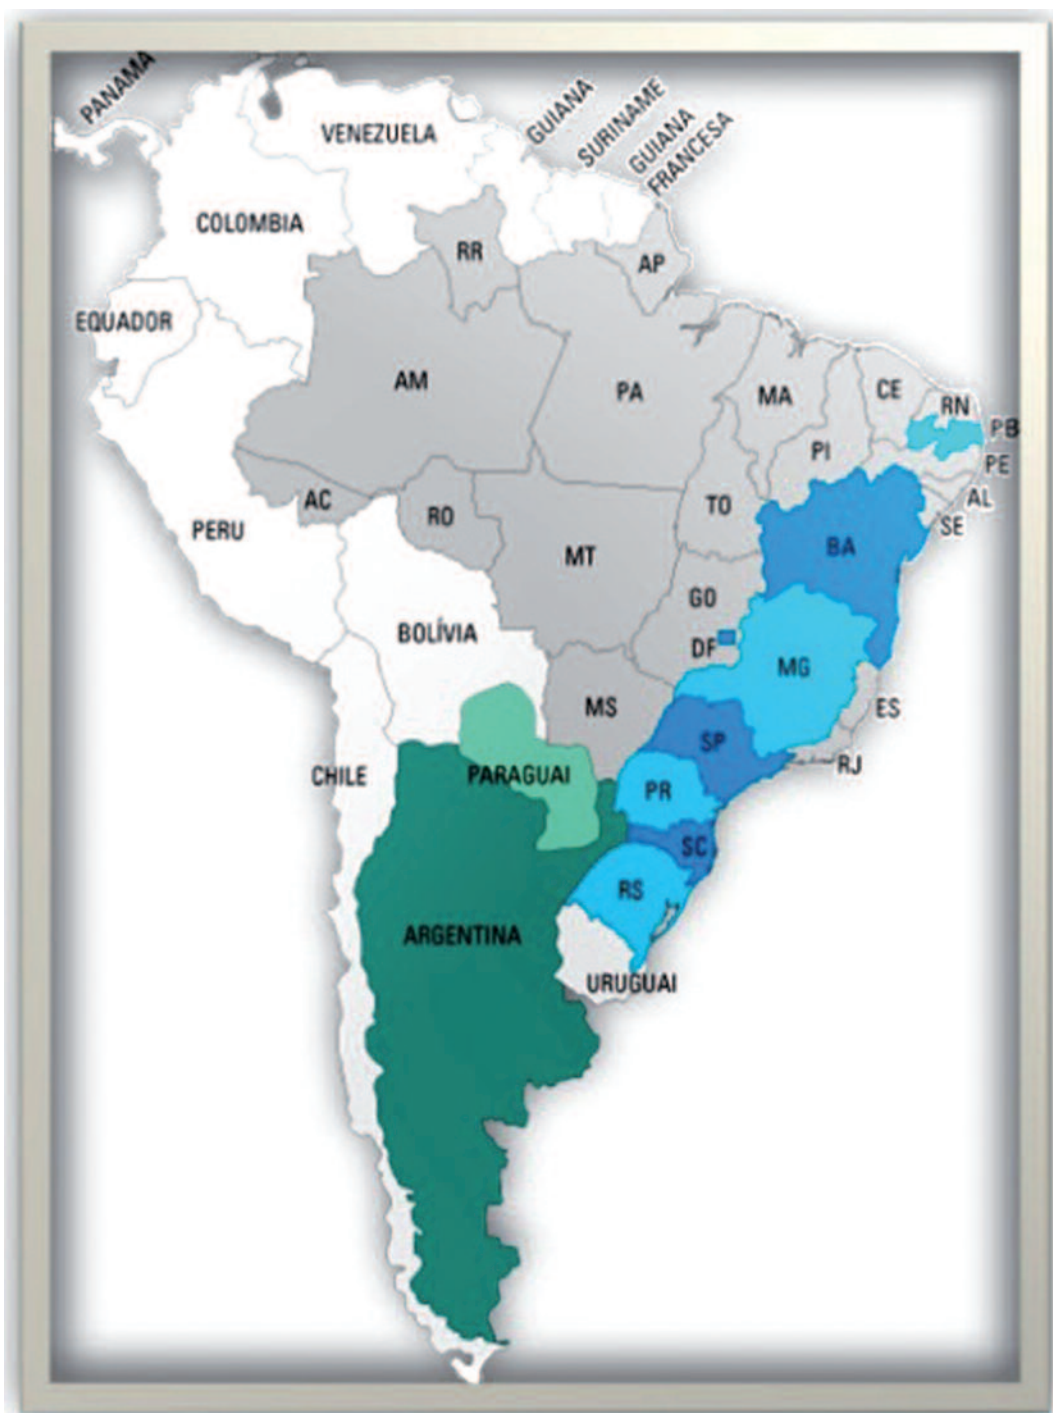 PANAMA
VENEZUELA
GUIANA
SURINAME
GUIANA
FRANCESA
COLOMBIA
RR
AP
EQUADOR
AM
PA
MA
CE
RN
PB
PI
PE
AC
RO
TO
AL
SE
PERU
MT
BA
GO
BOLÍVIA
DF
MG
MS
ES
SP
RJ
CHILE
PARAGUAI
PR
SC
RS
ARGENTINA
URUGUAI